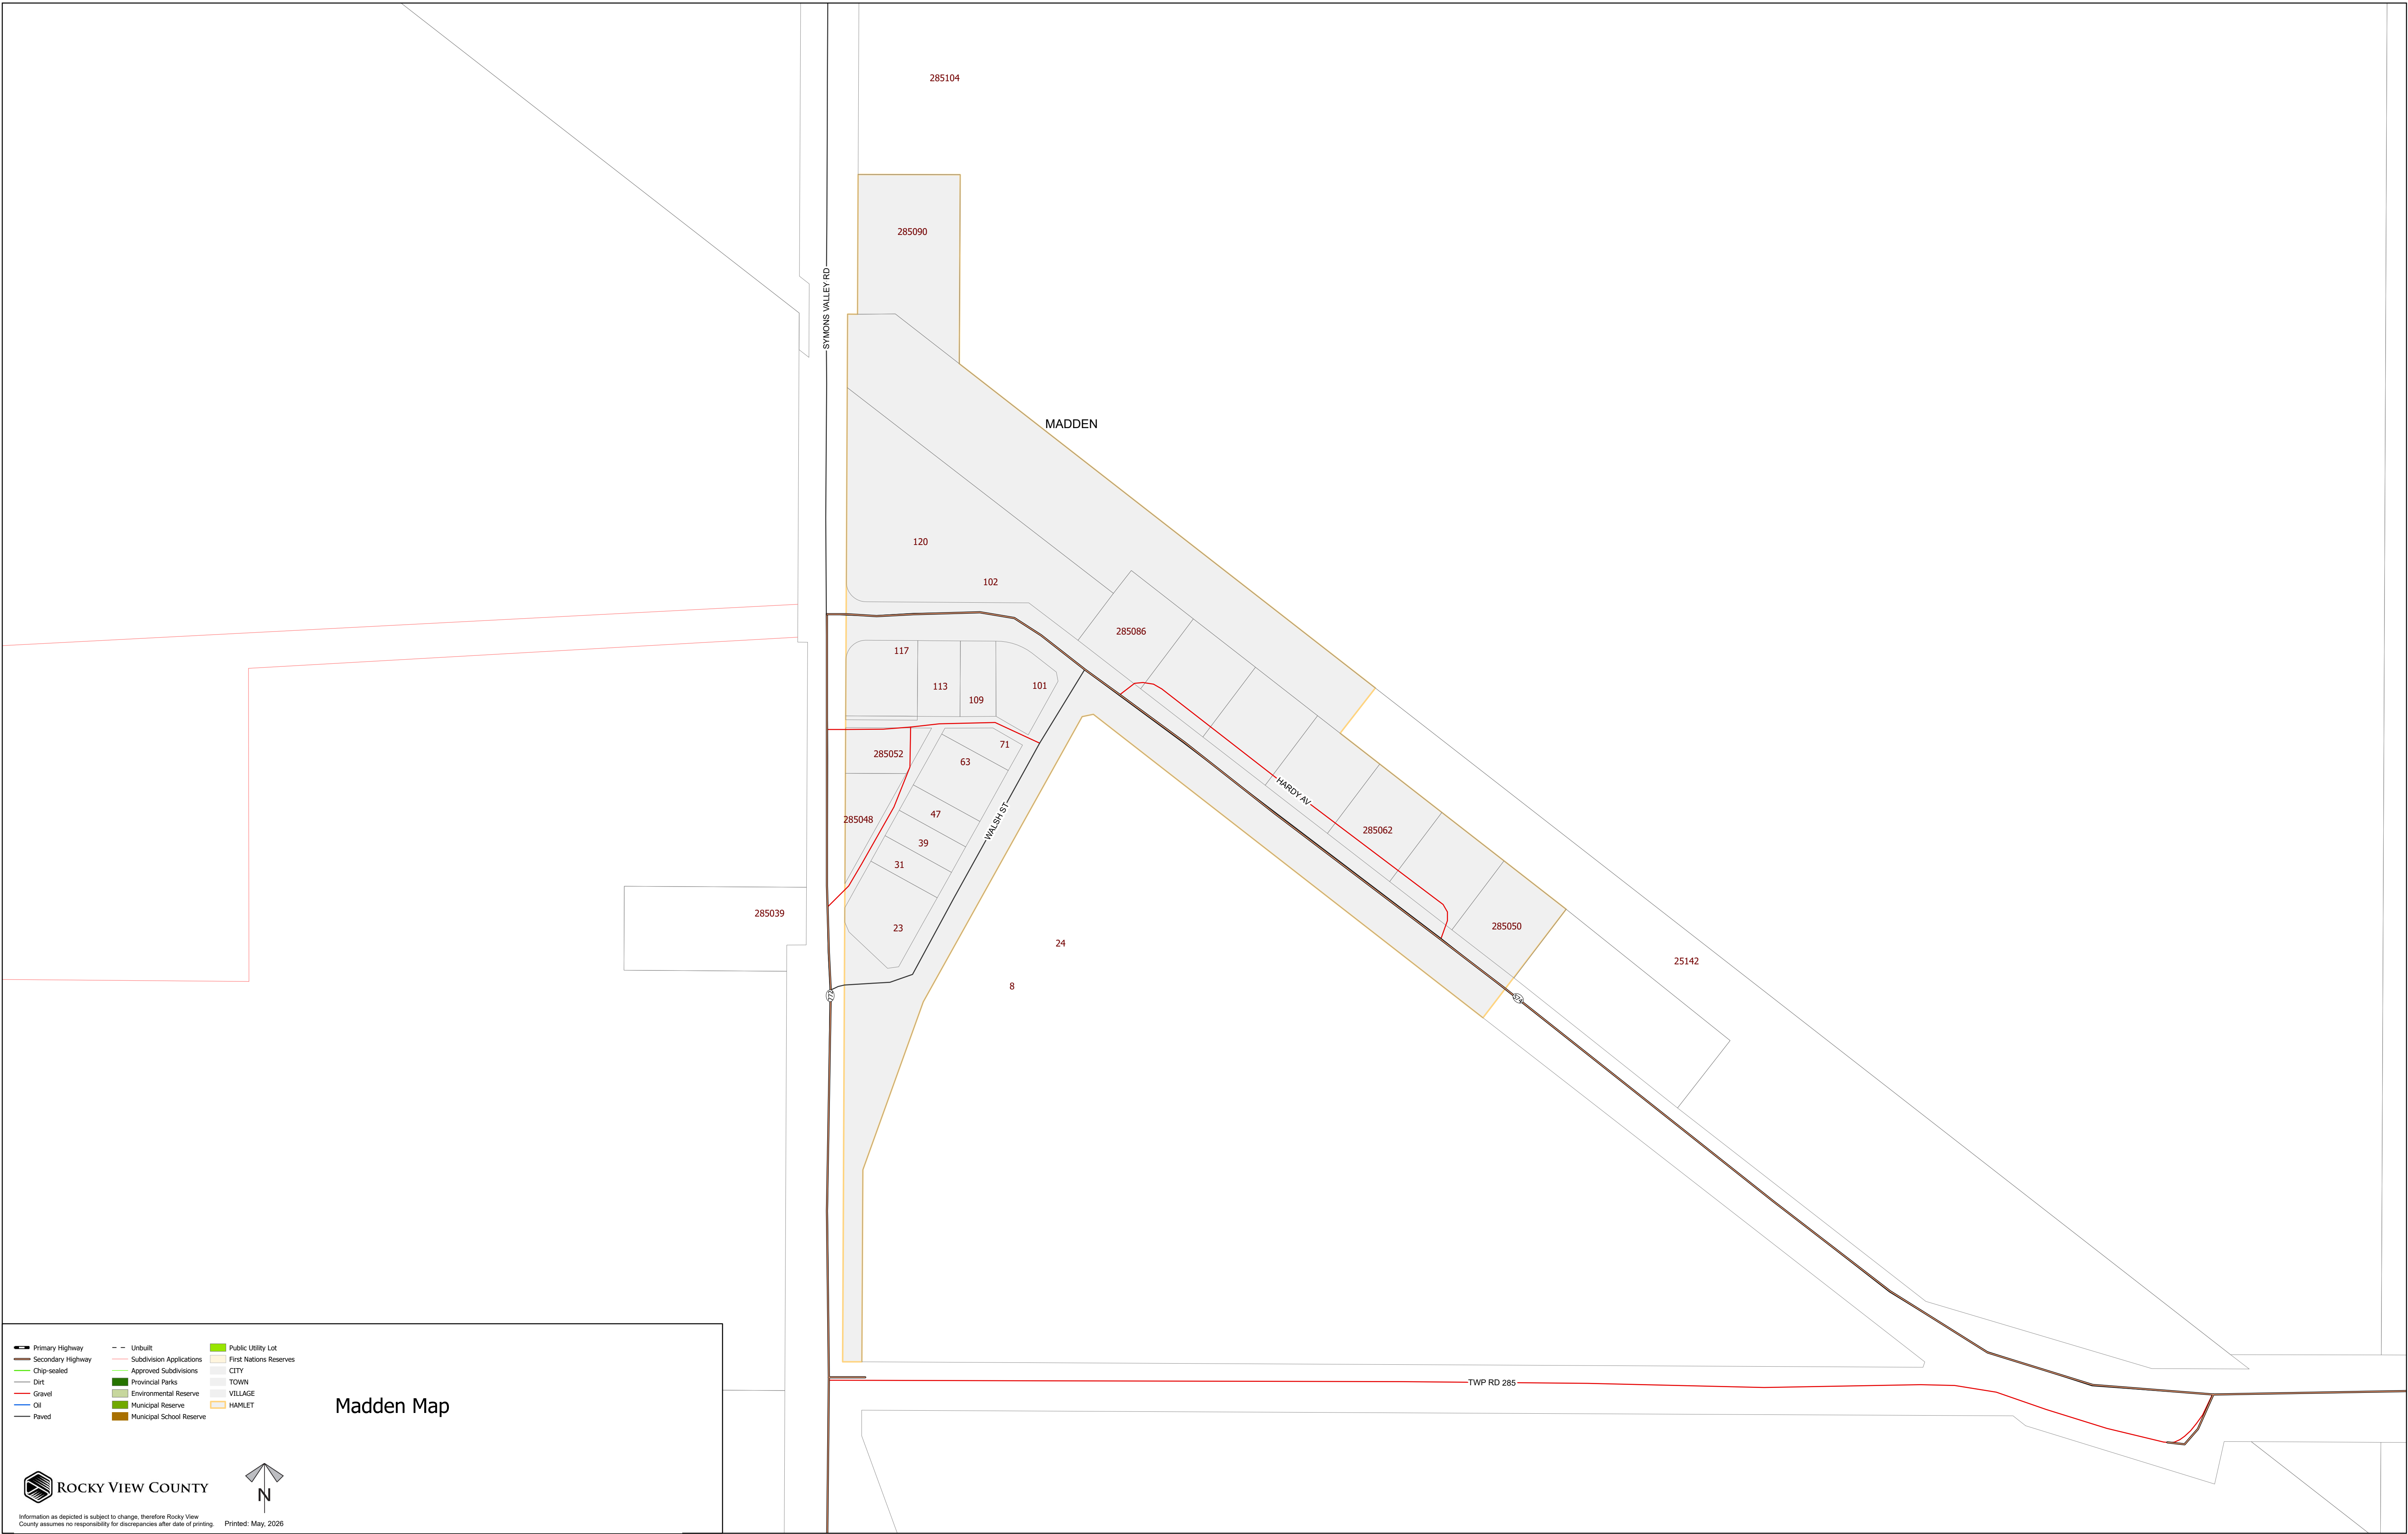 285104
285090
SYMONS VALLEY RD
MADDEN
120
102
285086
117
113
101
109
71
285052
63
HARDY AV
47
WALSH ST
285048
285062
39
31
285039
285050
23
24
25142
8
772
574
TWP RD 285
Primary Highway
Secondary Highway
Chip-sealed
Dirt
Gravel
Oil
Paved
Unbuilt
Subdivision Applications
Approved Subdivisions
Provincial Parks
Environmental Reserve
Municipal Reserve
Municipal School Reserve
Public Utility Lot
First Nations Reserves
CITY
TOWN
VILLAGE
HAMLET
Madden Map
ROCKY VIEW COUNTY
N
Information as depicted is subject to change, therefore Rocky View
County assumes no responsibility for discrepancies after date of printing.
Printed: May, 2026